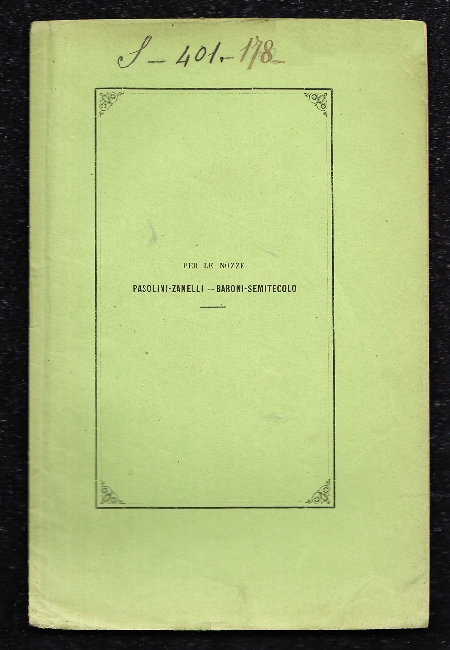 S - 401. - 178
PER LE NOZZE
PASOLINI-ZANELLI — BARONI-SEMITECOLO